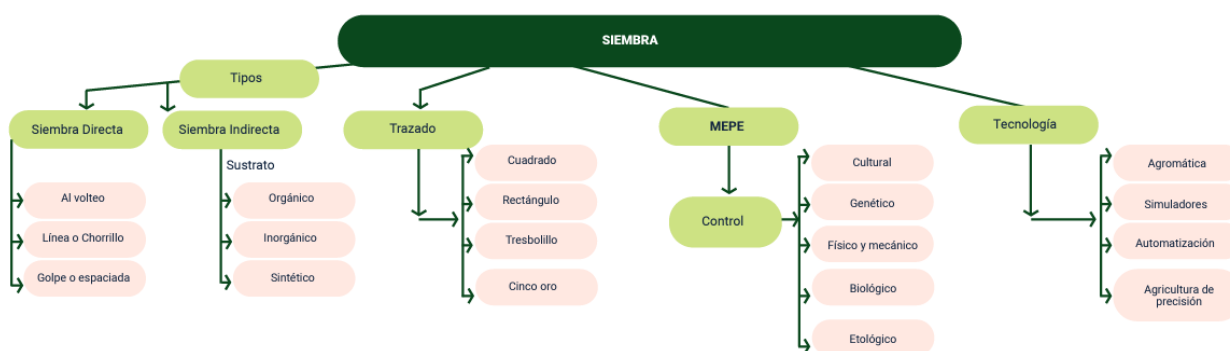 SIEMBRA
Tipos
Siembra Directa
Al volteo
Línea o Chorrillo
Golpe o espaciada
Siembra Indirecta
Sustrato
Orgánico
Inorgánico
Sintético
Trazado
Cuadrado
Rectángulo
Tresbolillo
Cinco oro
MEPE
Control
Cultural
Genético
Físico y mecánico
Biológico
Etológico
Tecnología
Agromática
Simuladores
Automatización
Agricultura de
precisión